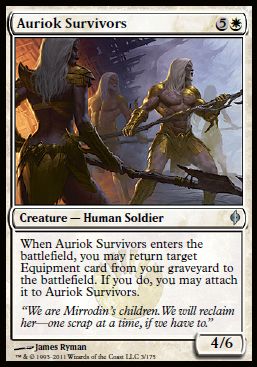 Auriok Survivors 5
Creature — Human Soldier
When Auriok Survivors enters the
battlefield, you may return target
Equipment card from your graveyard to
the battlefield. If you do, you may attach
it to Auriok Survivors.
“We are Mirrodin’s children. We will reclaim
her—one scrap at a time, if we have to.”
4/6
James Ryman
™ & © 1993–2011 Wizards of the Coast LLC 3/175